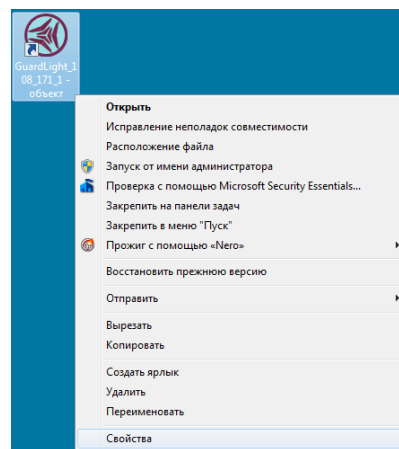 GuardLight_1
08_171_1 -
объект
Открыть
Исправление неполадок совместимости
Расположение файла
Запуск от имени администратора
Проверка с помощью Microsoft Security Essentials...
Закрепить на панели задач
Закрепить в меню "Пуск"
Прожиг с помощью «Nero»
Восстановить прежнюю версию
Отправить
Вырезать
Копировать
Создать ярлык
Удалить
Переименовать
Свойства